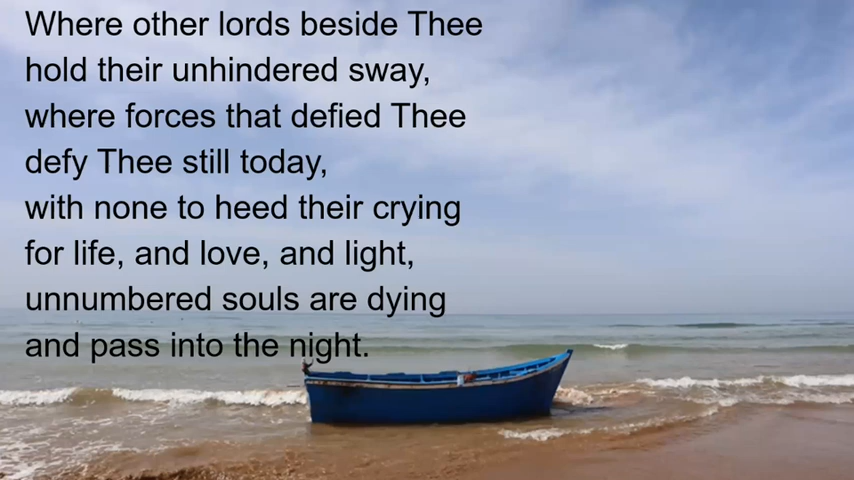 Where other lords beside Thee
hold their unhindered sway,
where forces that defied Thee
defy Thee still today,
with none to heed their crying
for life, and love, and light,
unnumbered souls are dying
and pass into the night.